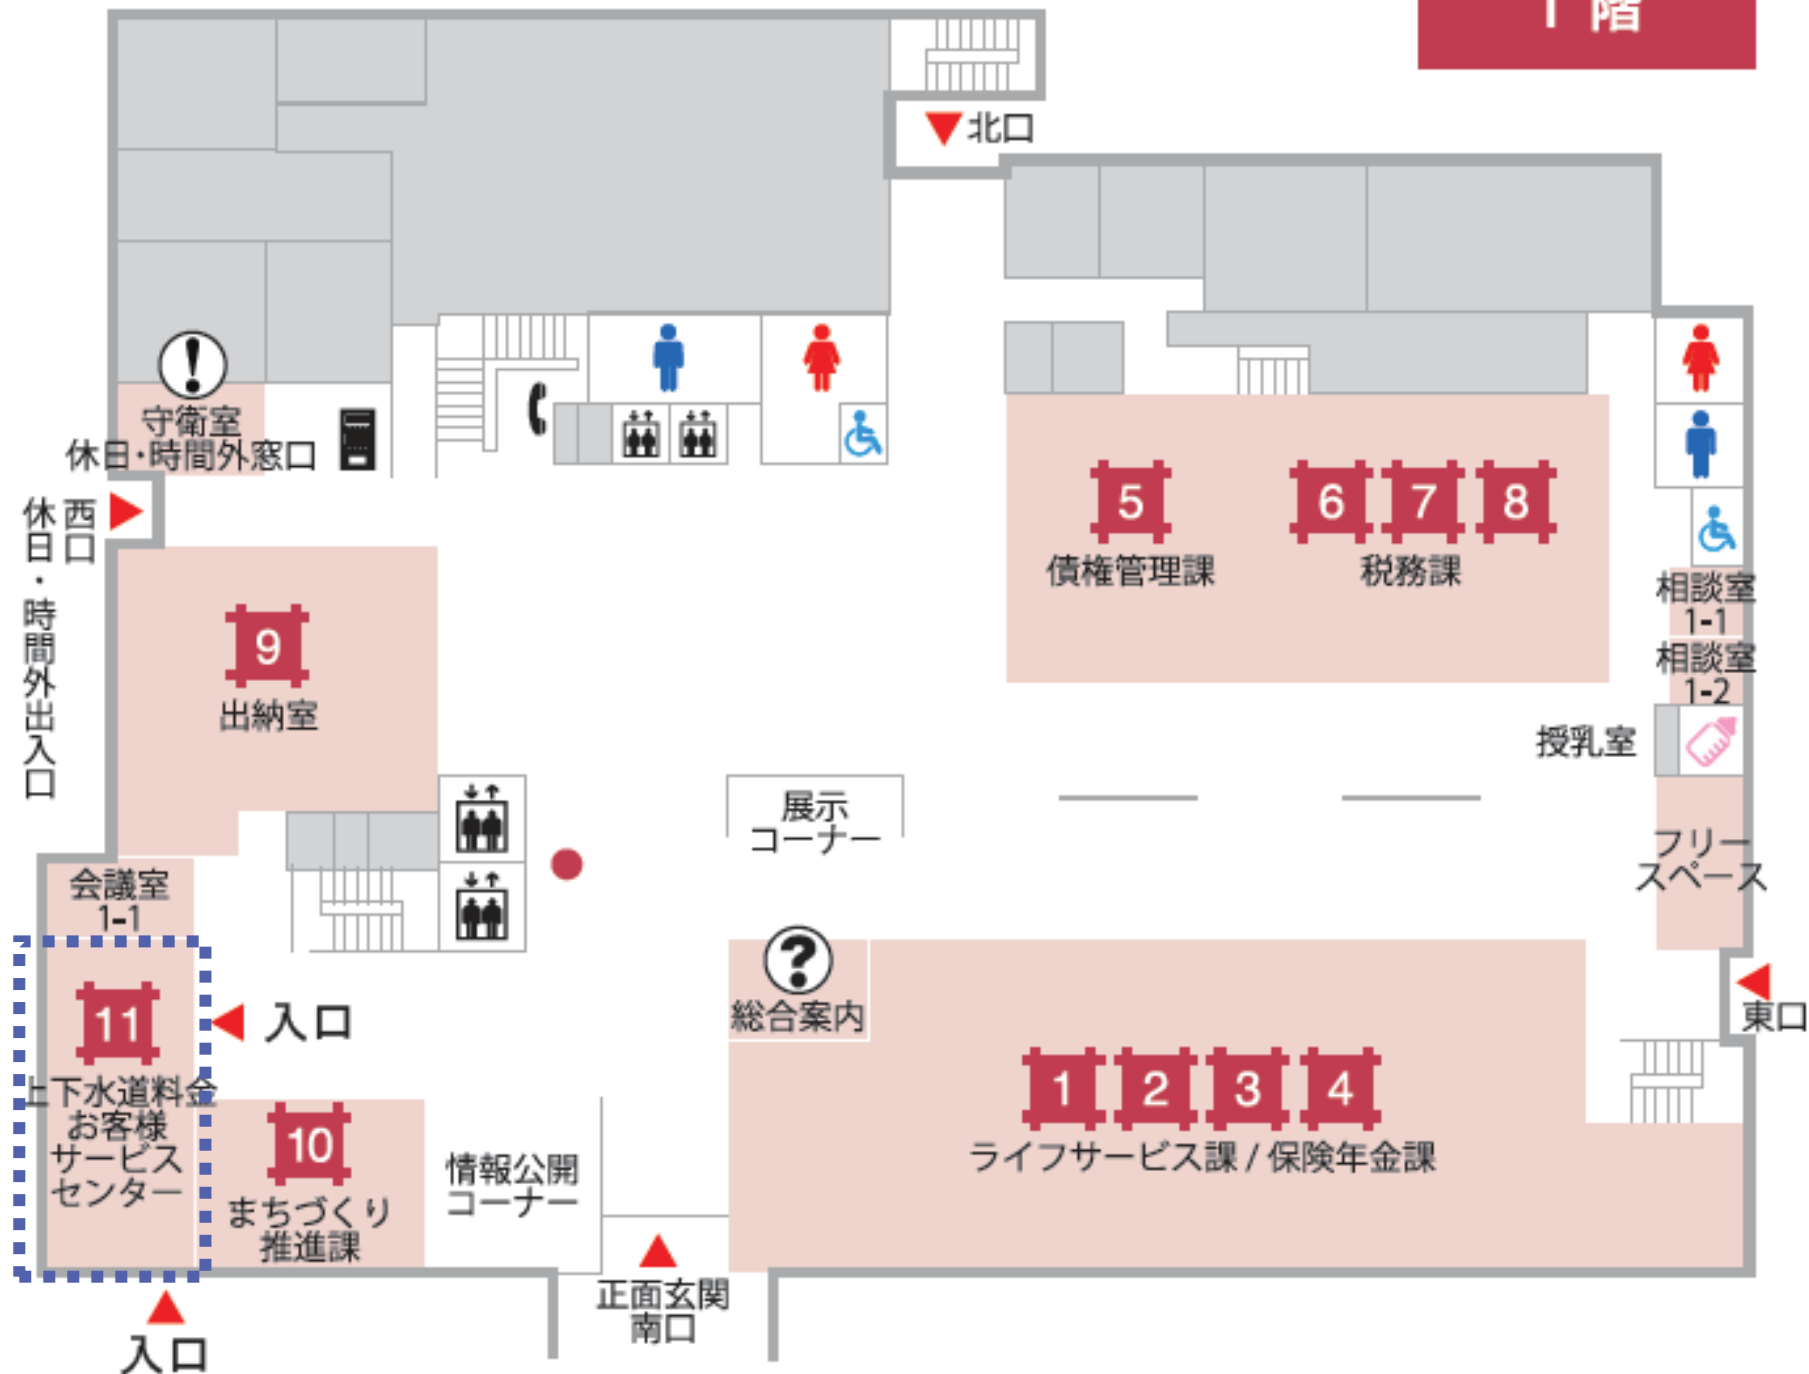 1 階
北口
守衛室
休日・時間外窓口
西口
休日・時間外出入口
5
債権管理課
6 7 8
税務課
相談室
1-1
相談室
1-2
授乳室
9
出納室
展示
コーナー
フリー
スペース
会議室
1-1
11
上下水道料金
お客様
サービス
センター
入口
入口
10
まちづくり
推進課
情報公開
コーナー
正面玄関
南口
?
総合案内
1 2 3 4
ライフサービス課 / 保険年金課
東口
!